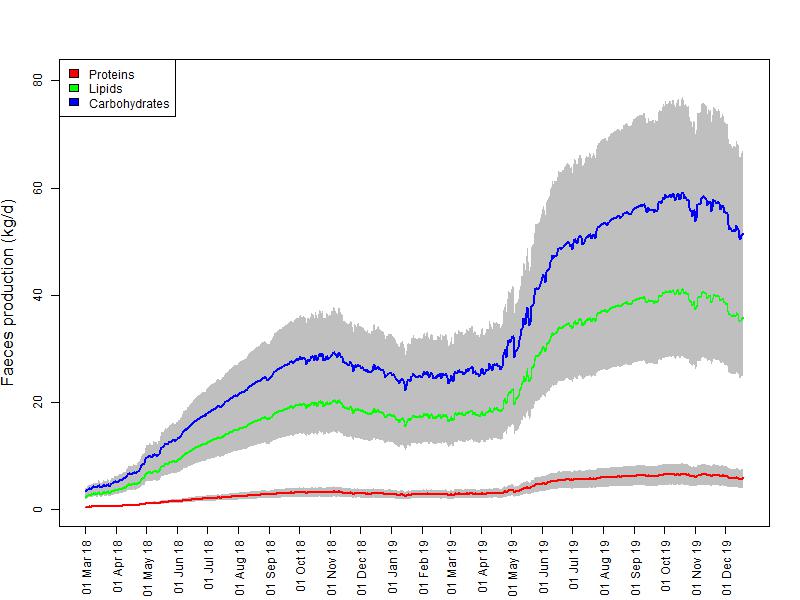 Proteins
Lipids
Carbohydrates
Faeces production (kg/d)
80
60
40
20
0
01 Mar 18
01 Apr 18
01 May 18
01 Jun 18
01 Jul 18
01 Aug 18
01 Sep 18
01 Oct 18
01 Nov 18
01 Dec 18
01 Jan 19
01 Feb 19
01 Mar 19
01 Apr 19
01 May 19
01 Jun 19
01 Jul 19
01 Aug 19
01 Sep 19
01 Oct 19
01 Nov 19
01 Dec 19